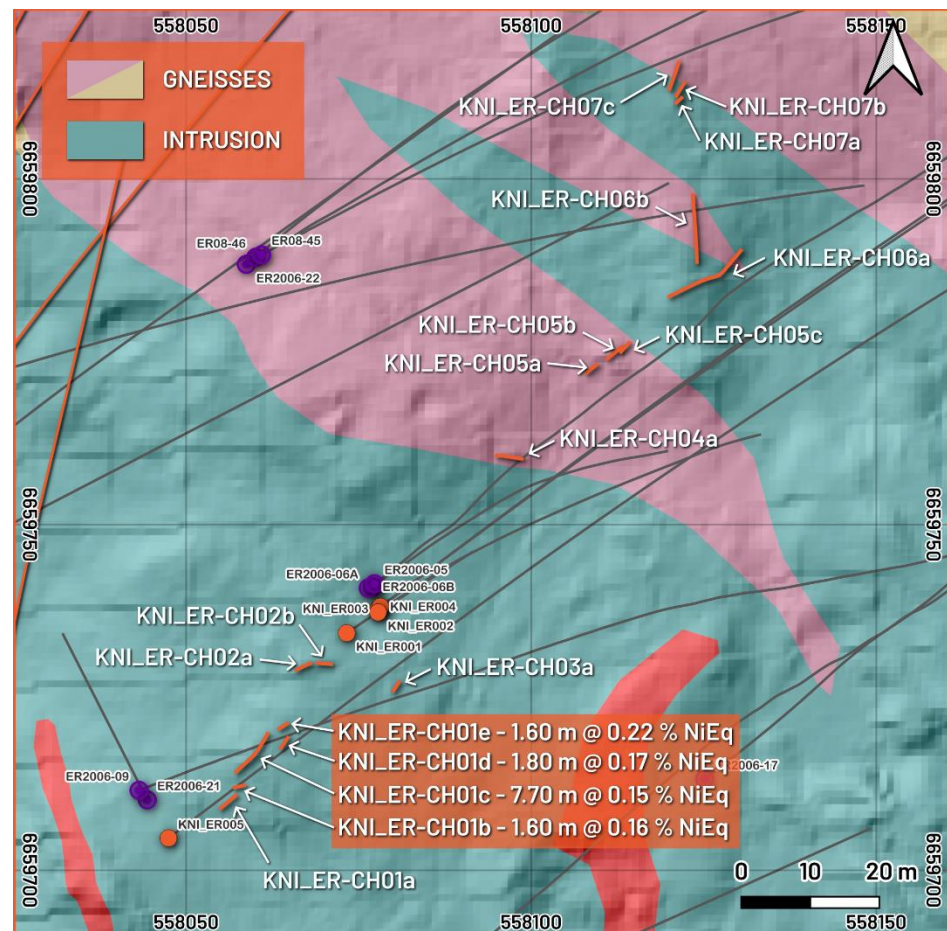 558050
558100
558150
GNEISSES
INTRUSION
KNI_ER-CH07c
KNI_ER-CH07b
KNI_ER-CH07a
6659800
6659800
KNI_ER-CH06b
ER08-46
ER08-45
ER2006-22
KNI_ER-CH06a
KNI_ER-CH05b
KNI_ER-CH05c
KNI_ER-CH05a
KNI_ER-CH04a
6659750
6659750
ER2006-06A
ER2006-05
ER2006-06B
KNI_ER003
KNI_ER004
KNI_ER002
KNI_ER001
KNI_ER-CH02b
KNI_ER-CH02a
KNI_ER-CH03a
KNI_ER-CH01e - 1.60 m @ 0.22 % NiEq
KNI_ER-CH01d - 1.80 m @ 0.17 % NiEq
KNI_ER-CH01c - 7.70 m @ 0.15 % NiEq
KNI_ER-CH01b - 1.60 m @ 0.16 % NiEq
2006-17
ER2006-09
ER2006-21
KNI_ER005
KNI_ER-CH01a
6659700
6659700
0 10 20 m
558050
558100
558150